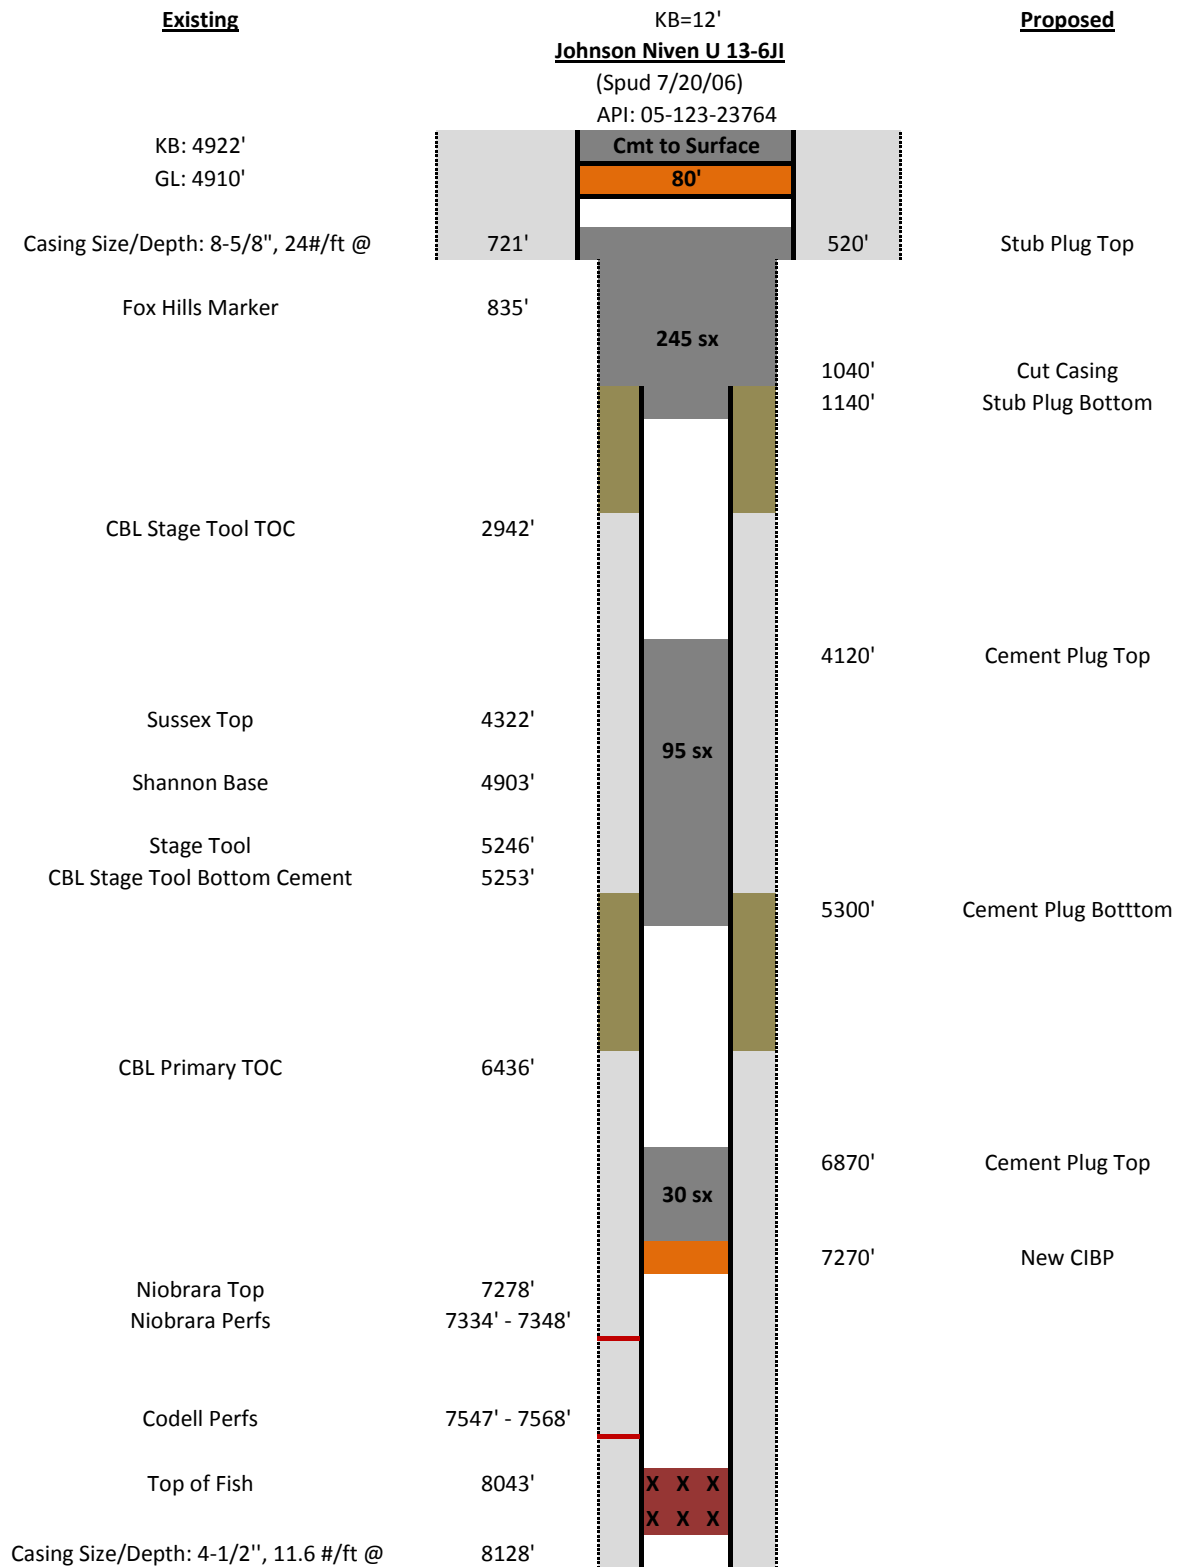 Existing KB=12' Proposed
Johnson Niven U 13-6JI
(Spud 7/20/06)
API: 05-123-23764
KB: 4922' Cmt to Surface
GL: 4910' 80'
Casing Size/Depth: 8-5/8", 24#/ft @ 721' 520' Stub Plug Top
Fox Hills Marker 835'
245 sx
1040' Cut Casing
1140' Stub Plug Bottom
CBL Stage Tool TOC 2942'
4120' Cement Plug Top
Sussex Top 4322'
95 sx
Shannon Base 4903'
Stage Tool 5246'
CBL Stage Tool Bottom Cement 5253'
5300' Cement Plug Botttom
CBL Primary TOC 6436'
6870' Cement Plug Top
30 sx
7270' New CIBP
Niobrara Top 7278'
Niobrara Perfs 7334' - 7348'
Codell Perfs 7547' - 7568'
Top of Fish 8043' X X X
X X X
Casing Size/Depth: 4-1/2'', 11.6 #/ft @ 8128'